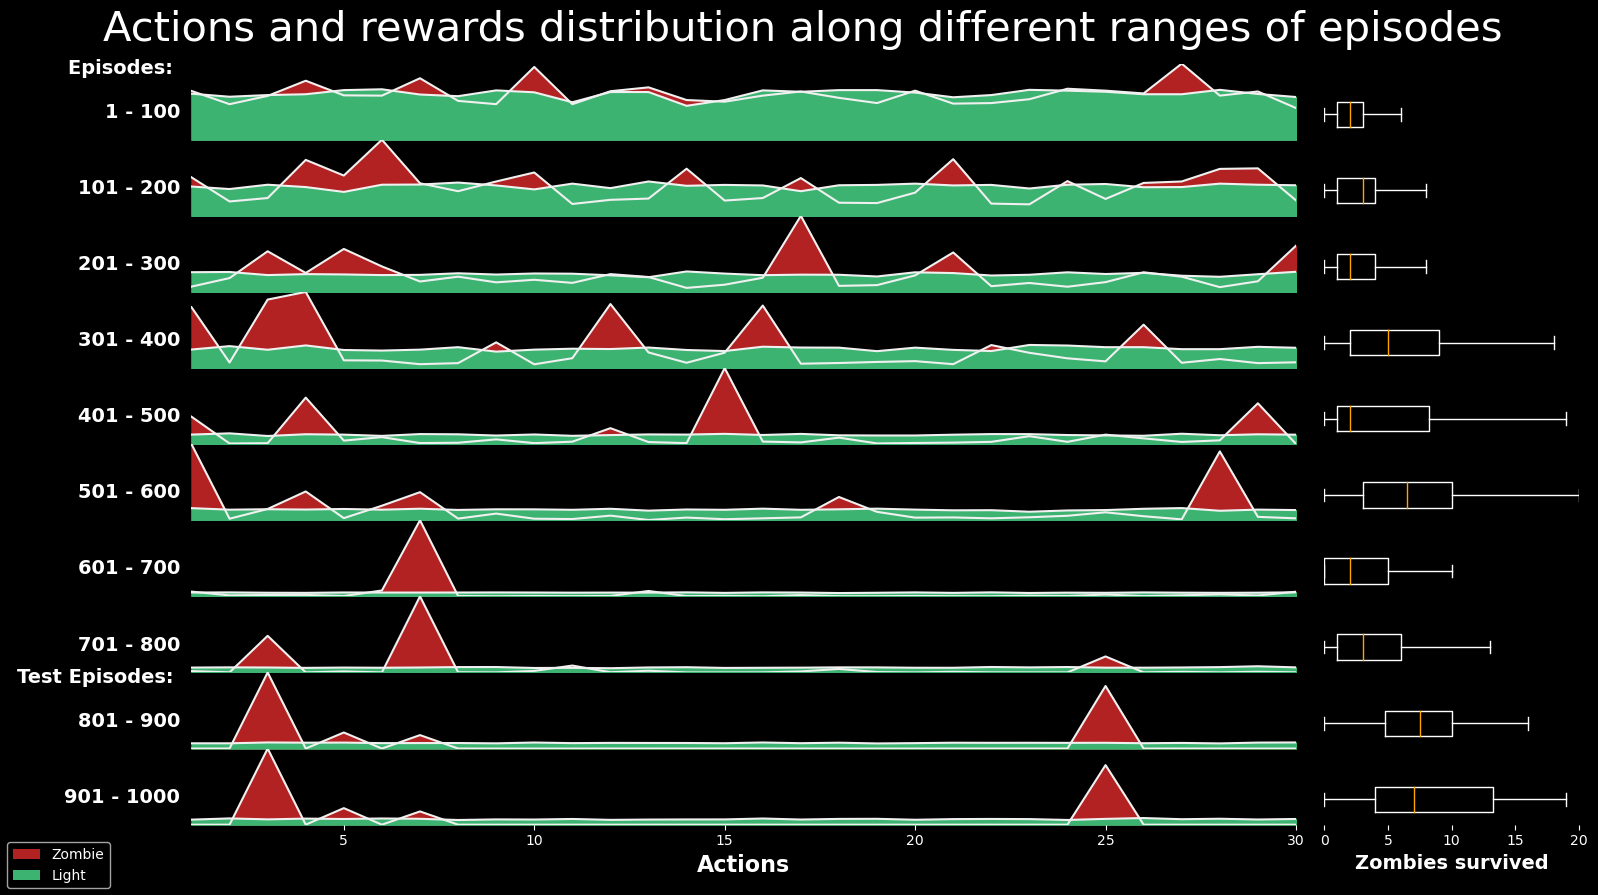 Actions and rewards distribution along different ranges of episodes
Episodes:
1 - 100
101 - 200
201 - 300
301 - 400
401 - 500
501 - 600
601 - 700
701 - 800
Test Episodes:
801 - 900
901 - 1000
5 10 15 20 25 30
0 5 10 15 20
Actions
Zombies survived
Zombie
Light